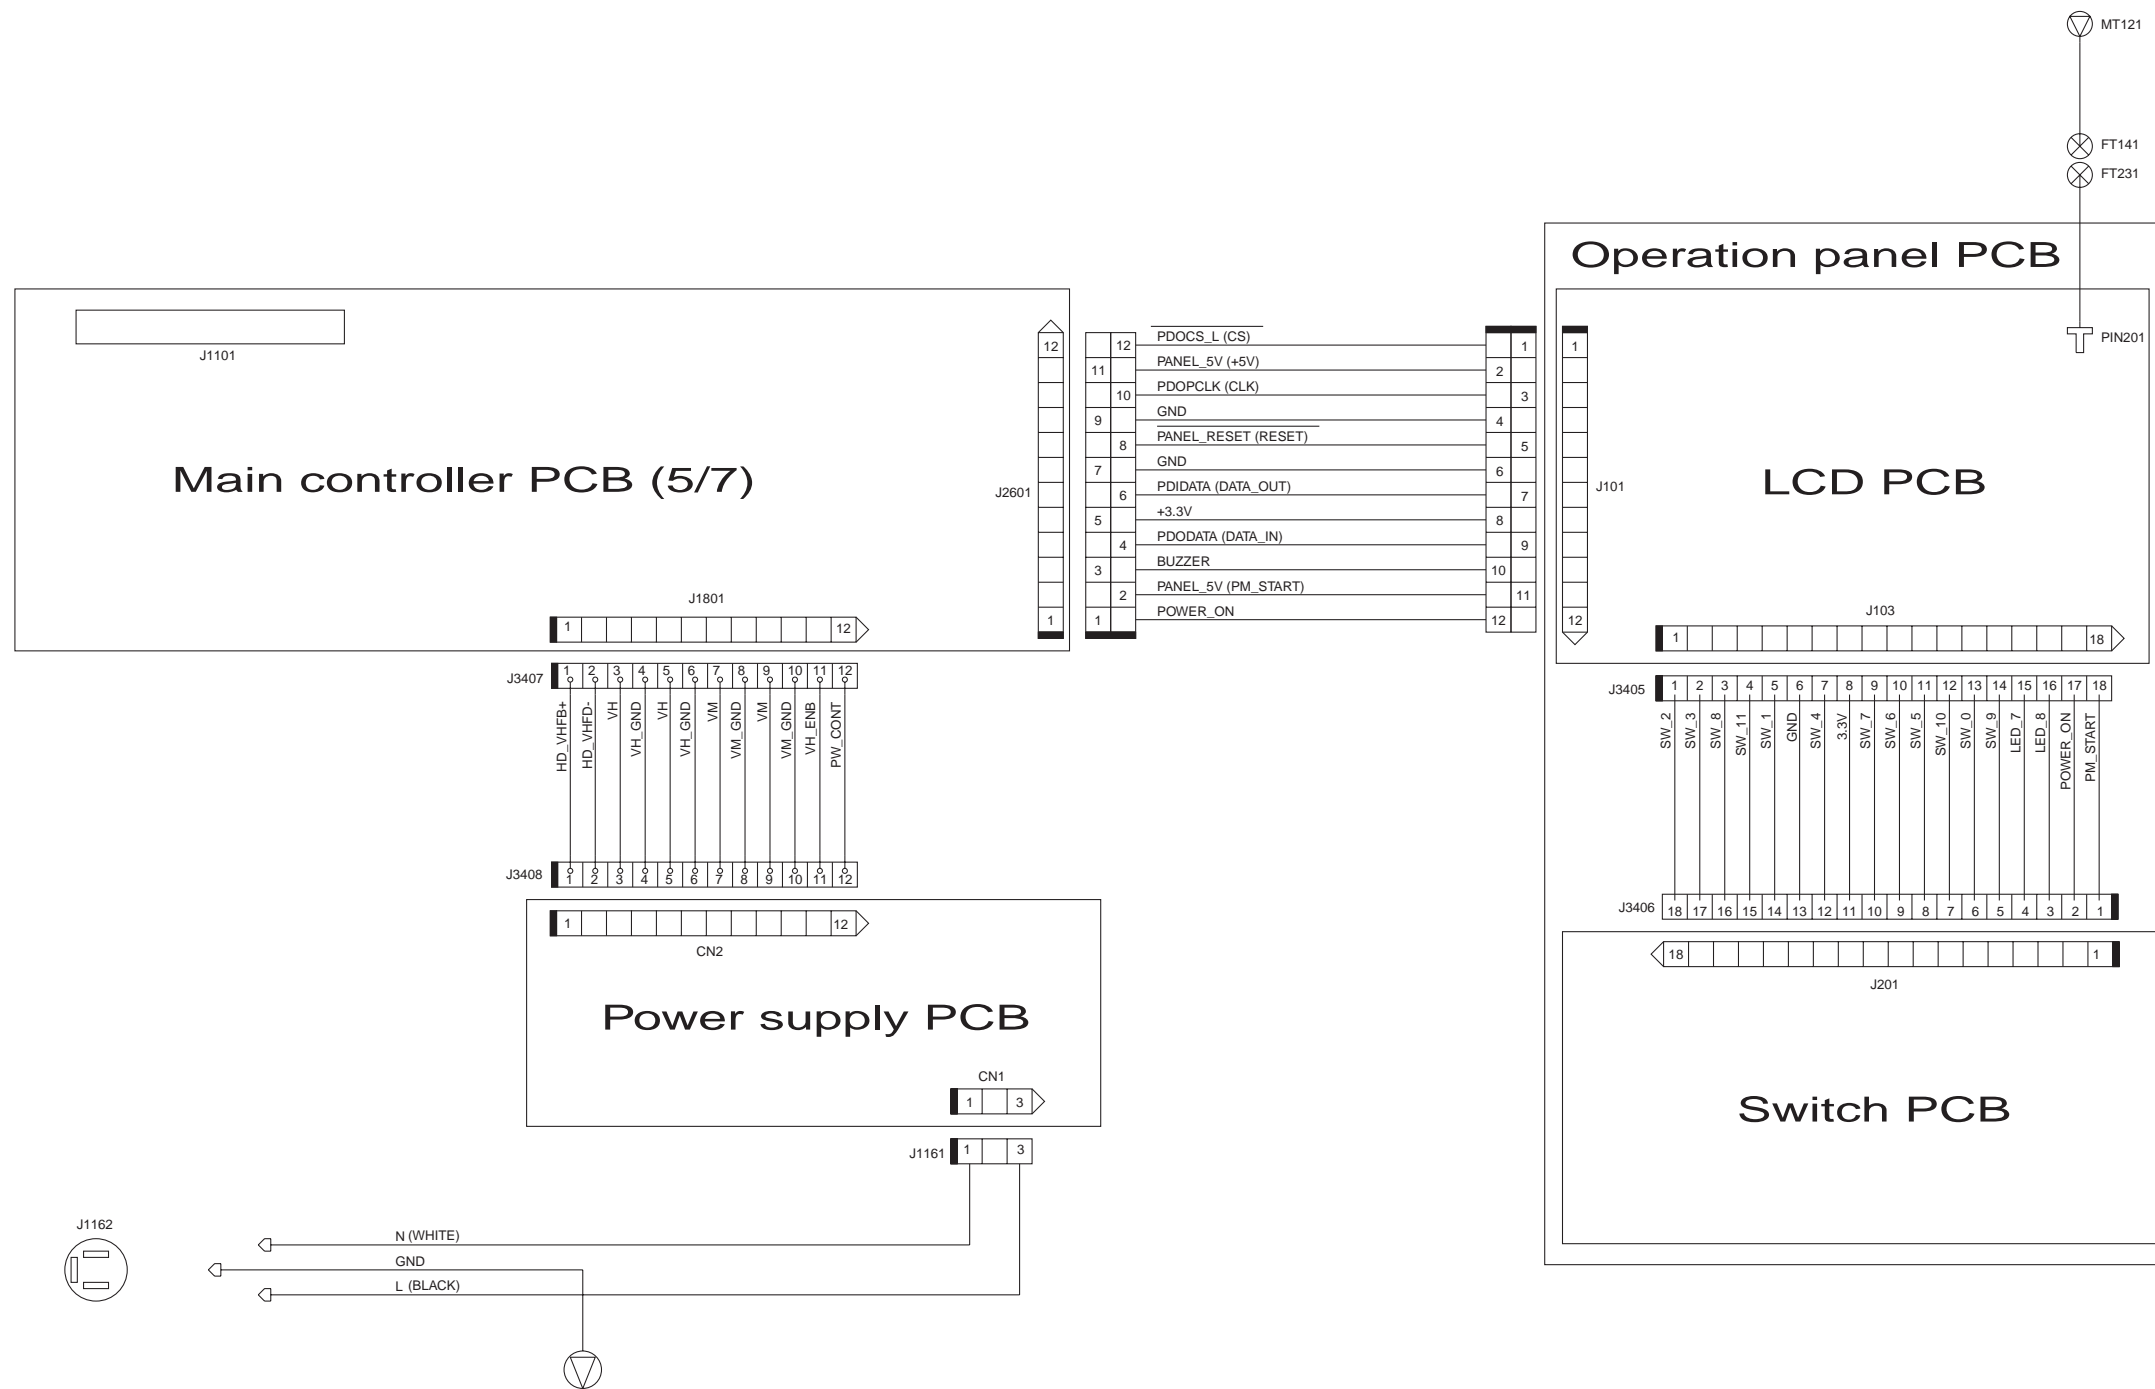 MT121
FT141
FT231
Operation panel PCB
PIN201
J1101
Main controller PCB (5/7)
J2601
12
1
J1801
1
12
12
11
10
9
8
7
6
5
4
3
2
1
PDOCS_L (CS)
PANEL_5V (+5V)
PDOPCLK (CLK)
GND
PANEL_RESET (RESET)
GND
PDIDATA (DATA_OUT)
+3.3V
PDODATA (DATA_IN)
BUZZER
PANEL_5V (PM_START)
POWER_ON
1
2
3
4
5
6
7
8
9
10
11
12
1
12
J101
LCD PCB
J103
1
18
J3407
1 2 3 4 5 6 7 8 9 10 11 12
HD_VHFB+
HD_VHFD-
VH
VH_GND
VH
VH_GND
VM
VM_GND
VM
VM_GND
VH_ENB
PW_CONT
J3408
1 2 3 4 5 6 7 8 9 10 11 12
1
12
CN2
Power supply PCB
CN1
1
3
J1161
1
3
J3405
1 2 3 4 5 6 7 8 9 10 11 12 13 14 15 16 17 18
SW_2
SW_3
SW_8
SW_11
SW_1
GND
SW_4
3.3V
SW_7
SW_6
SW_5
SW_10
SW_0
SW_9
LED_7
LED_8
POWER_ON
PM_START
J3406
18 17 16 15 14 13 12 11 10 9 8 7 6 5 4 3 2 1
18
1
J201
Switch PCB
J1162
N (WHITE)
GND
L (BLACK)